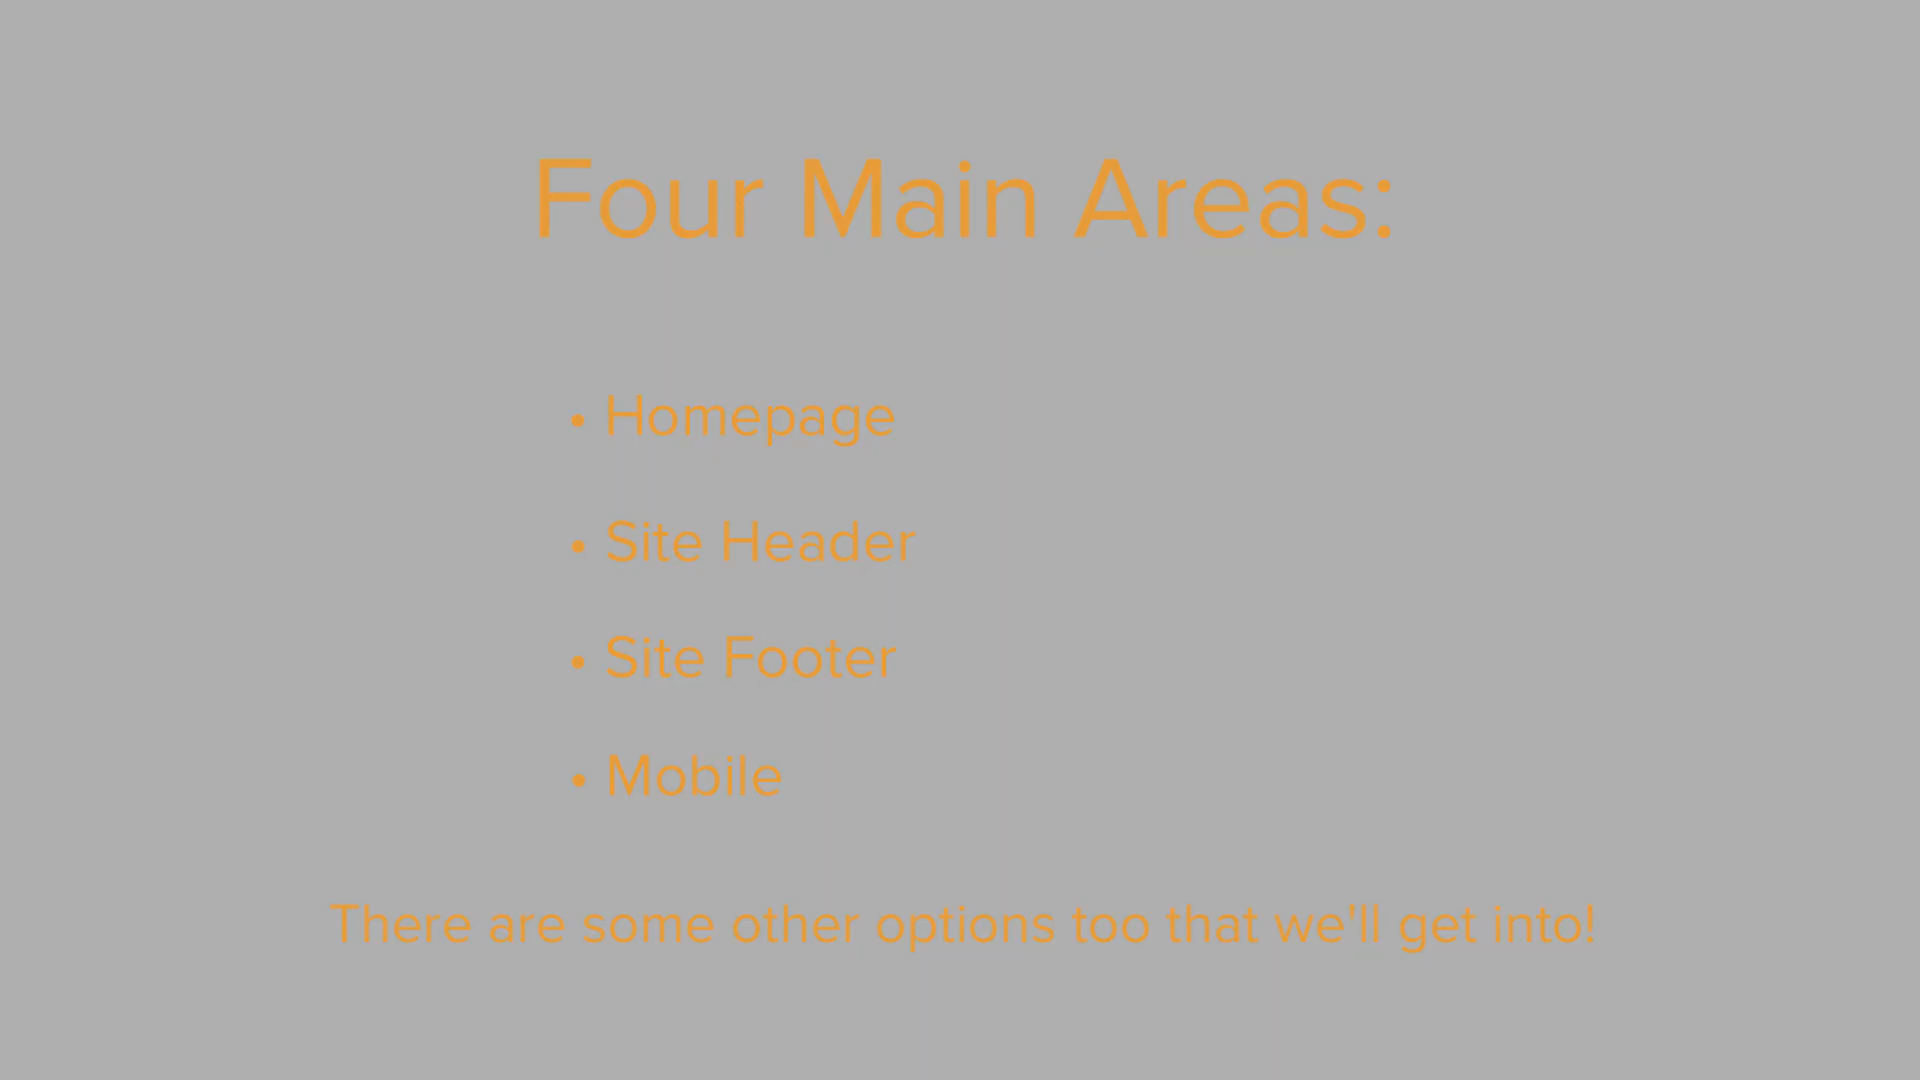 Four Main Areas:
• Homepage
• Site Header
• Site Footer
• Mobile
There are some other options too that we'll get into!